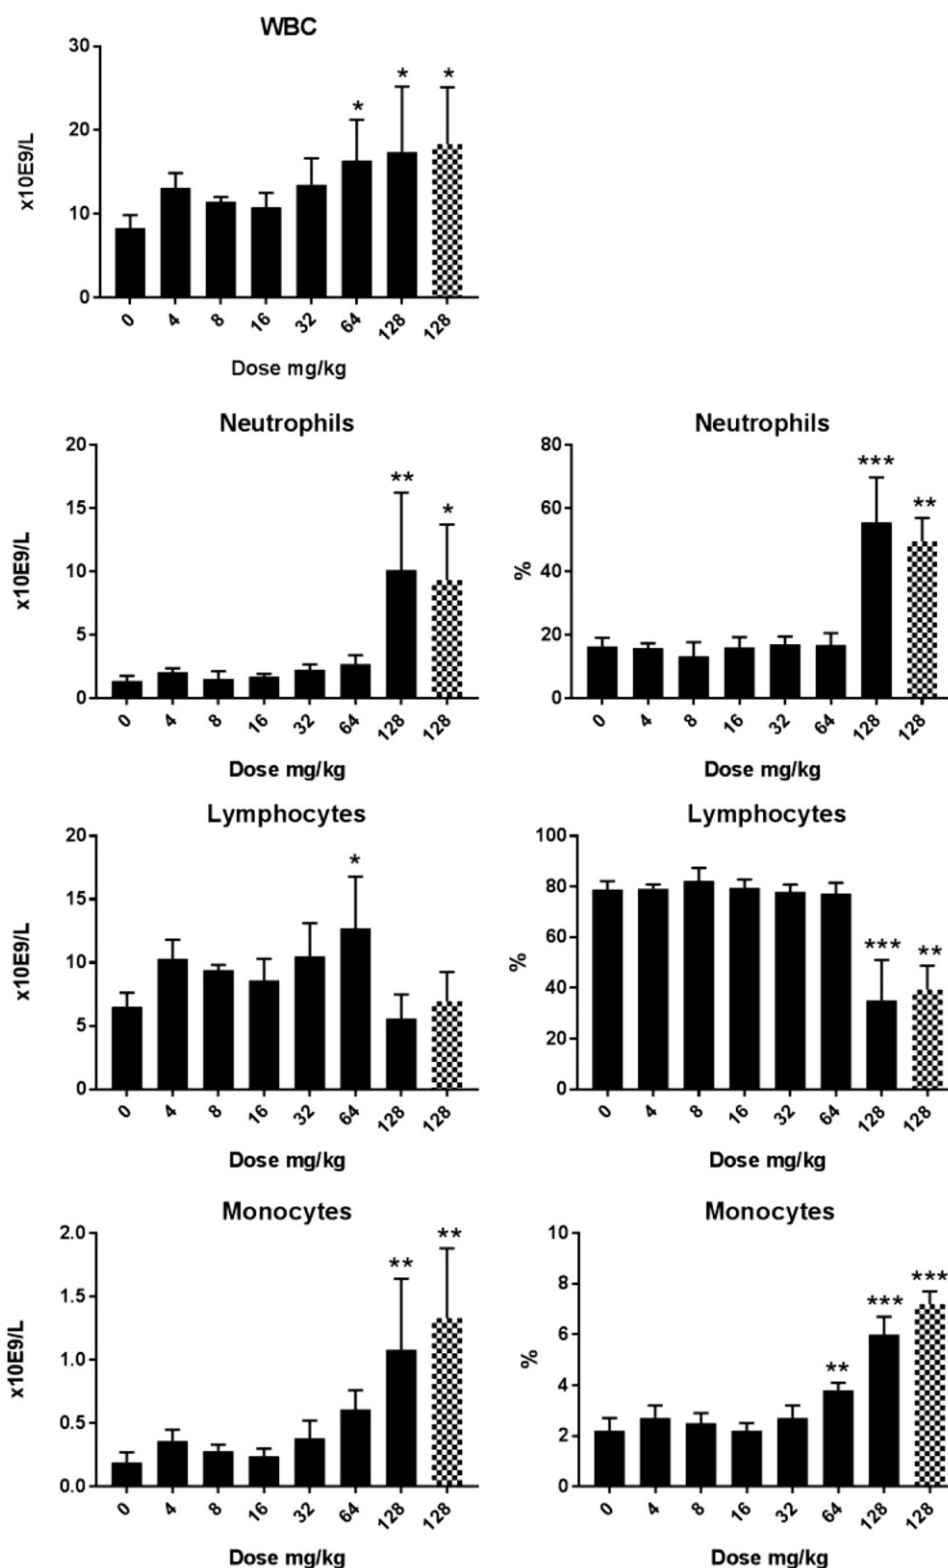 WBC
30
20
10
0
x10E9/L
*
*
*
0 4 8 16 32 64 128 128
Dose mg/kg
Neutrophils
20
15
10
5
0
x10E9/L
**
*
0 4 8 16 32 64 128 128
Dose mg/kg
Neutrophils
80
60
40
20
0
%
***
**
0 4 8 16 32 64 128 128
Dose mg/kg
Lymphocytes
20
15
10
5
0
x10E9/L
*
0 4 8 16 32 64 128 128
Dose mg/kg
Lymphocytes
100
80
60
40
20
0
%
***
**
0 4 8 16 32 64 128 128
Dose mg/kg
Monocytes
2.0
1.5
1.0
0.5
0.0
x10E9/L
**
**
0 4 8 16 32 64 128 128
Dose mg/kg
Monocytes
10
8
6
4
2
0
%
**
***
***
0 4 8 16 32 64 128 128
Dose mg/kg